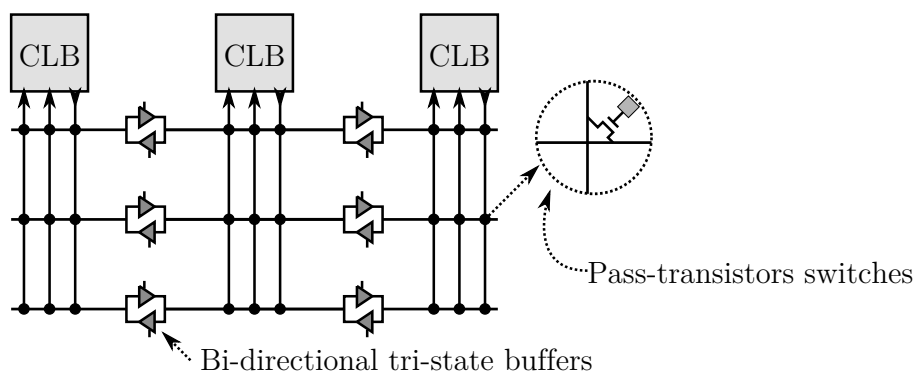 CLB CLB CLB
Pass-transistors switches
Bi-directional tri-state buffers